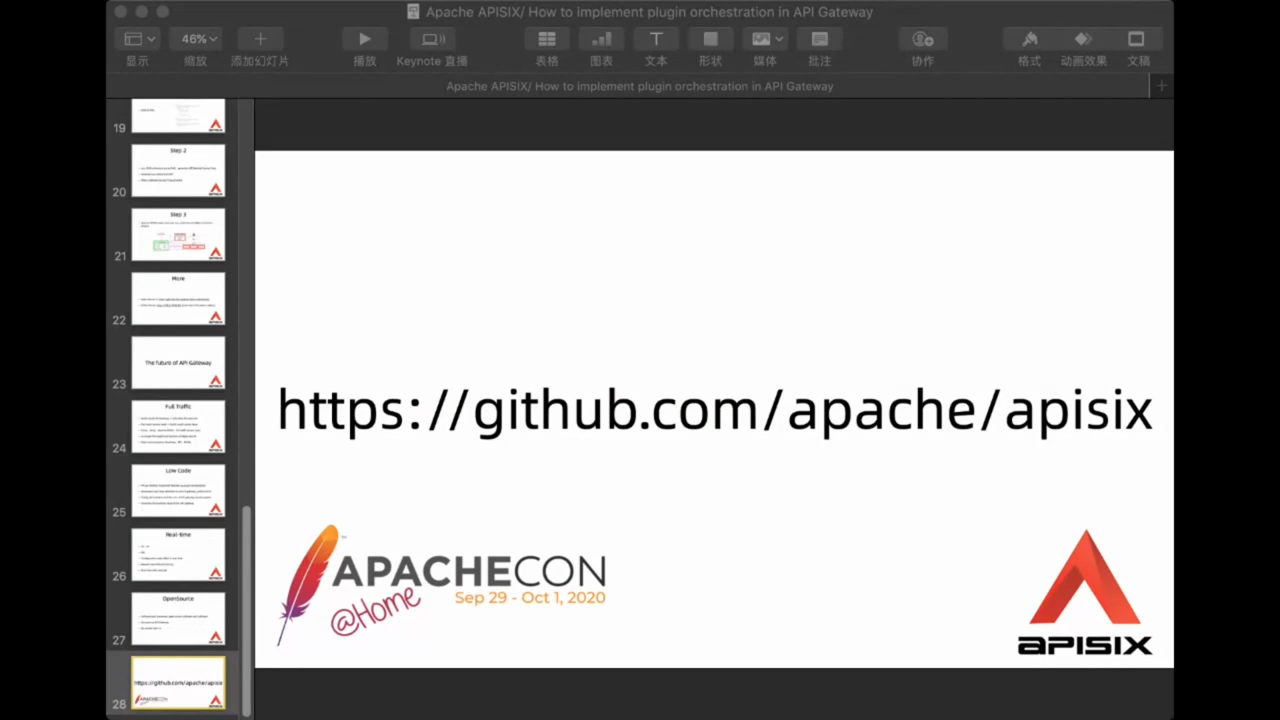 Apache APISIX/ How to implement plugin orchestration in API Gateway
46%
显示
缩放
添加幻灯片
播放
Keynote 直播
表格
图表
文本
形状
媒体
批注
协作
格式
动画效果
文稿
Apache APISIX/ How to implement plugin orchestration in API Gateway
19
Step 2
20
Step 3
21
More
22
The future of API Gateway
23
Full Traffic
24
Low Code
25
Real-time
26
OpenSource
27
https://github.com/apache/apisix
28
https://github.com/apache/apisix
APACHECON
@Home
Sep 29 - Oct 1, 2020
APISIX